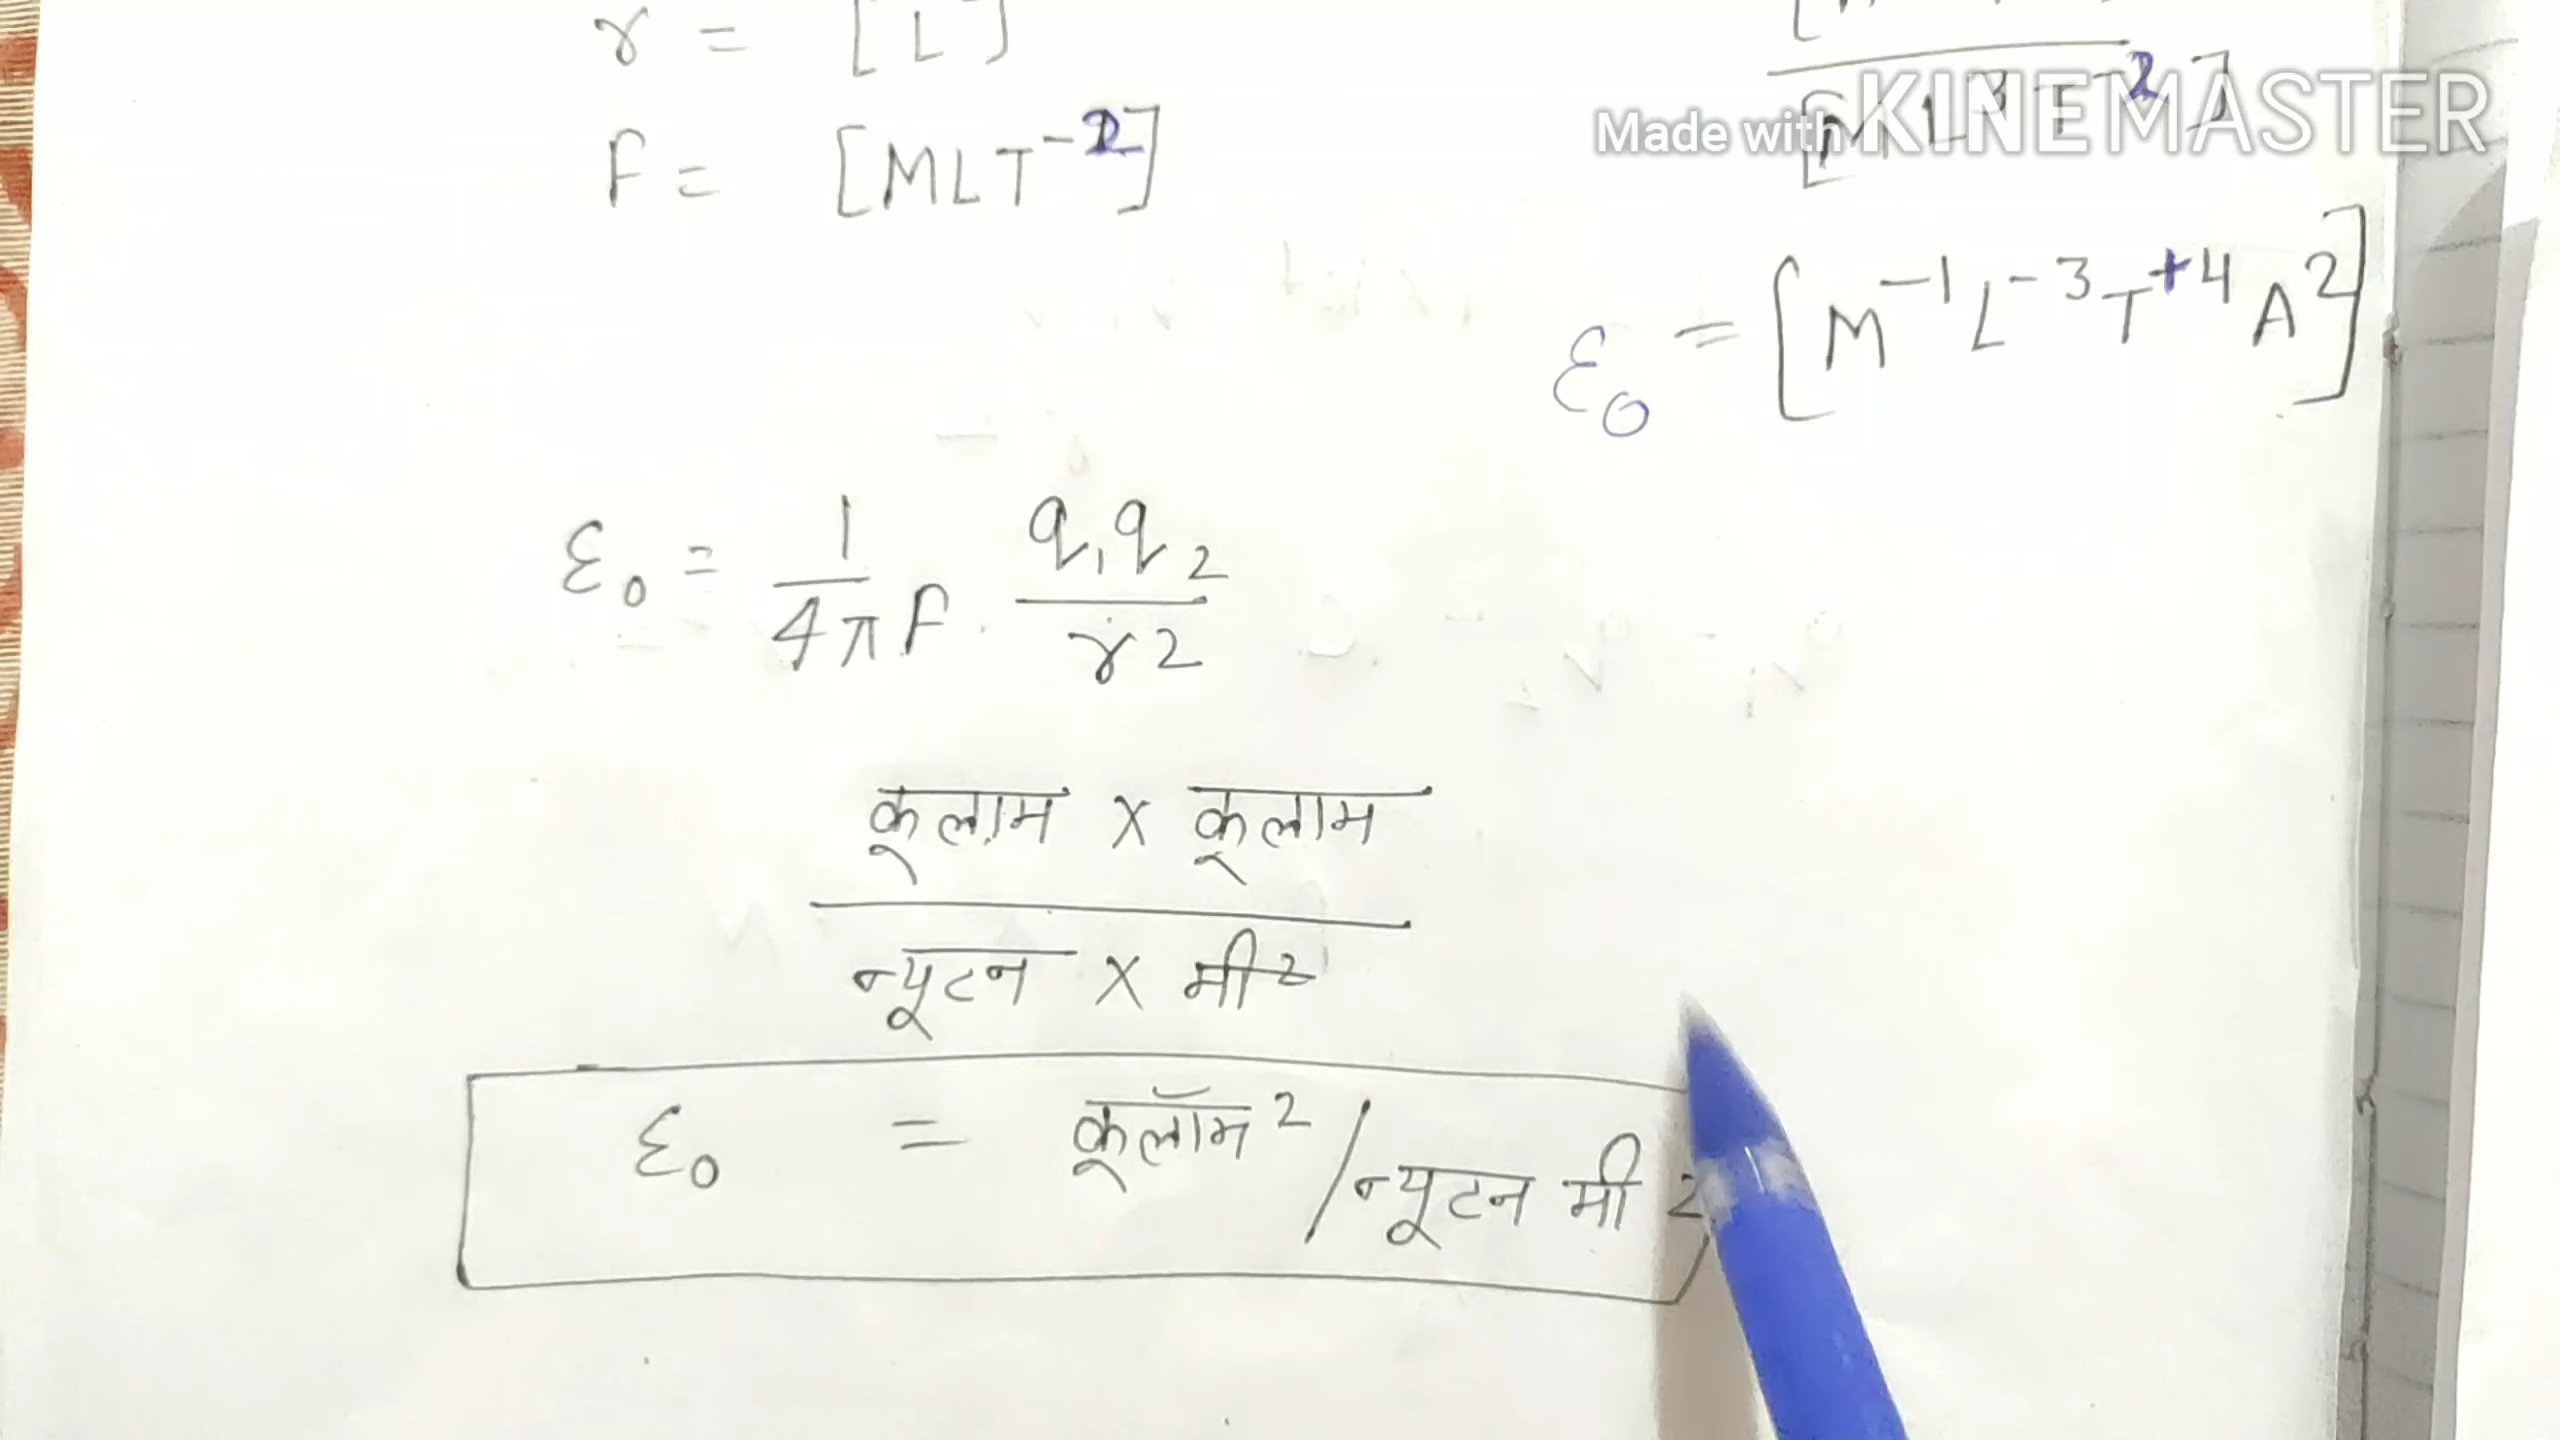 r = [L]
F = [MLT⁻²]
[ML³T²]
Made with KINEMASTER
ε₀ = [M⁻¹L⁻³T⁺⁴A²]
ε₀ = 1/4πF . q₁q₂/r²
कूलाम x कूलाम
न्यूटन x मी²
ε₀ = कूलॉम²/न्यूटन मी²